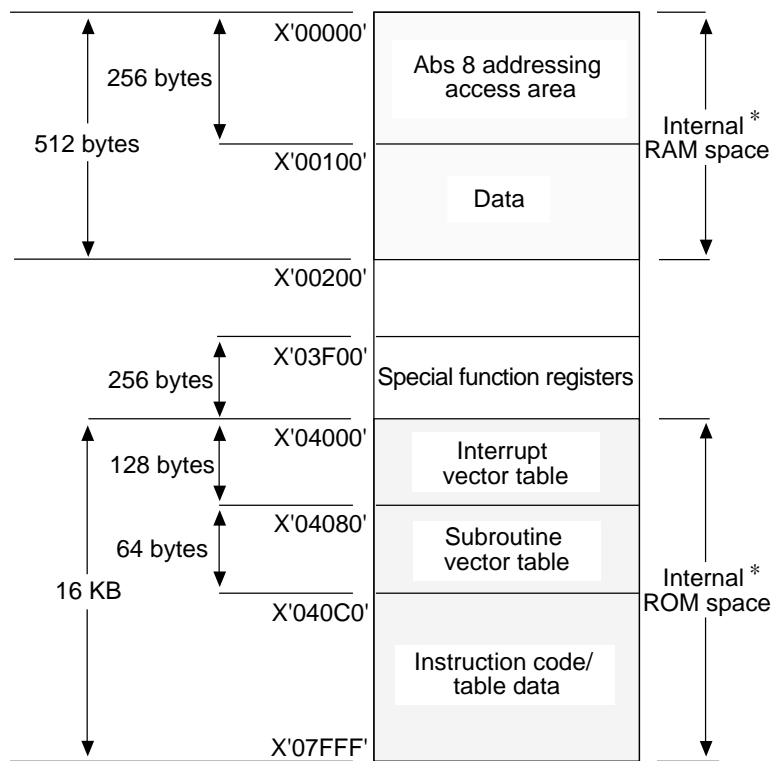 X'00000'
256 bytes
512 bytes
X'00100'
Abs 8 addressing
access area
Data
Internal *
RAM space
X'00200'
X'03F00'
256 bytes
Special function registers
X'04000'
128 bytes
Interrupt
vector table
X'04080'
64 bytes
Subroutine
vector table
16 KB
X'040C0'
Internal *
ROM space
Instruction code/
table data
X'07FFF'